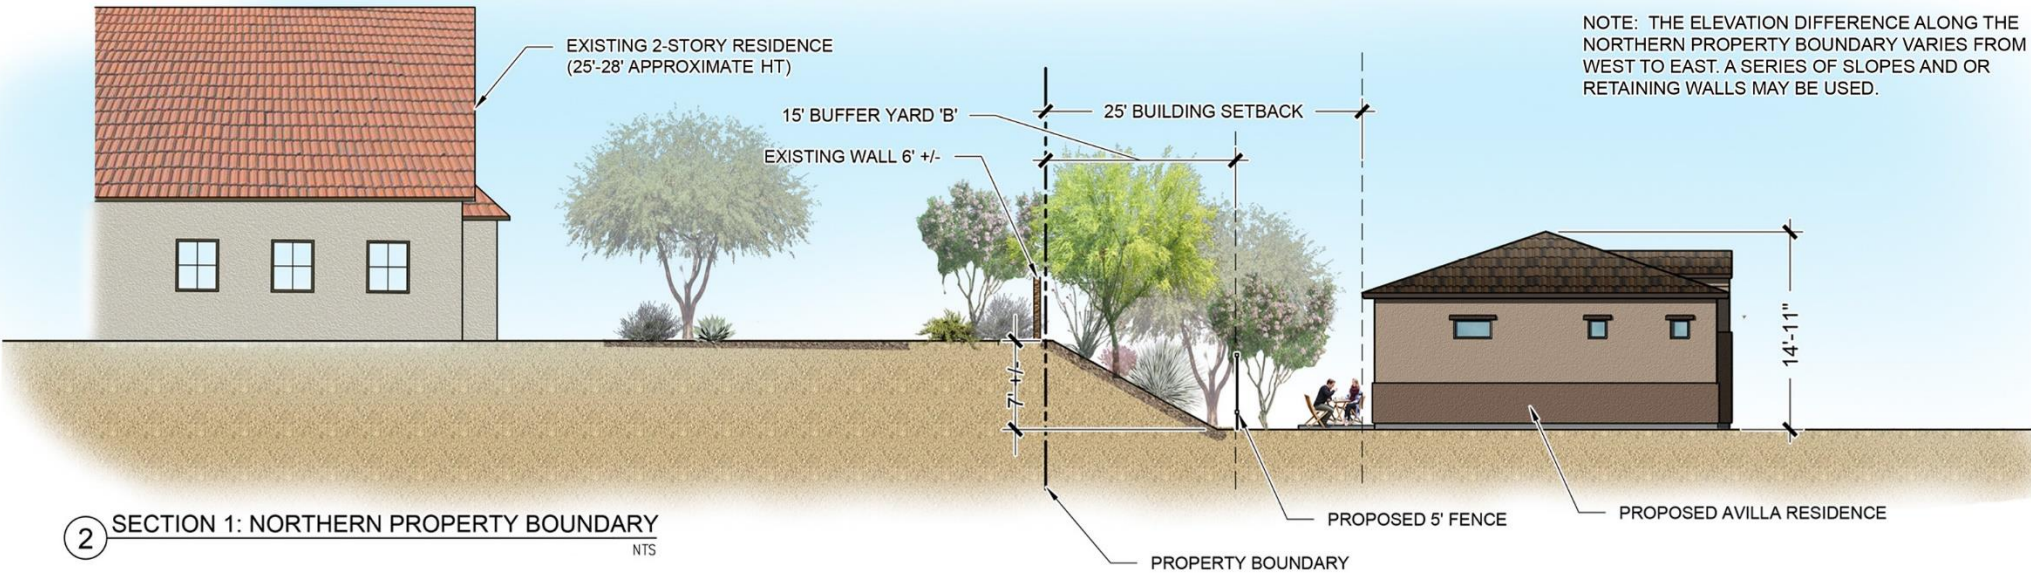 NOTE: THE ELEVATION DIFFERENCE ALONG THE
NORTHERN PROPERTY BOUNDARY VARIES FROM
WEST TO EAST. A SERIES OF SLOPES AND OR
RETAINING WALLS MAY BE USED.
EXISTING 2-STORY RESIDENCE
(25'-28' APPROXIMATE HT)
15' BUFFER YARD 'B'
25' BUILDING SETBACK
EXISTING WALL 6' +/-
7' +/-
14'-11"
PROPOSED 5' FENCE
PROPOSED AVILLA RESIDENCE
PROPERTY BOUNDARY
2 SECTION 1: NORTHERN PROPERTY BOUNDARY
NTS